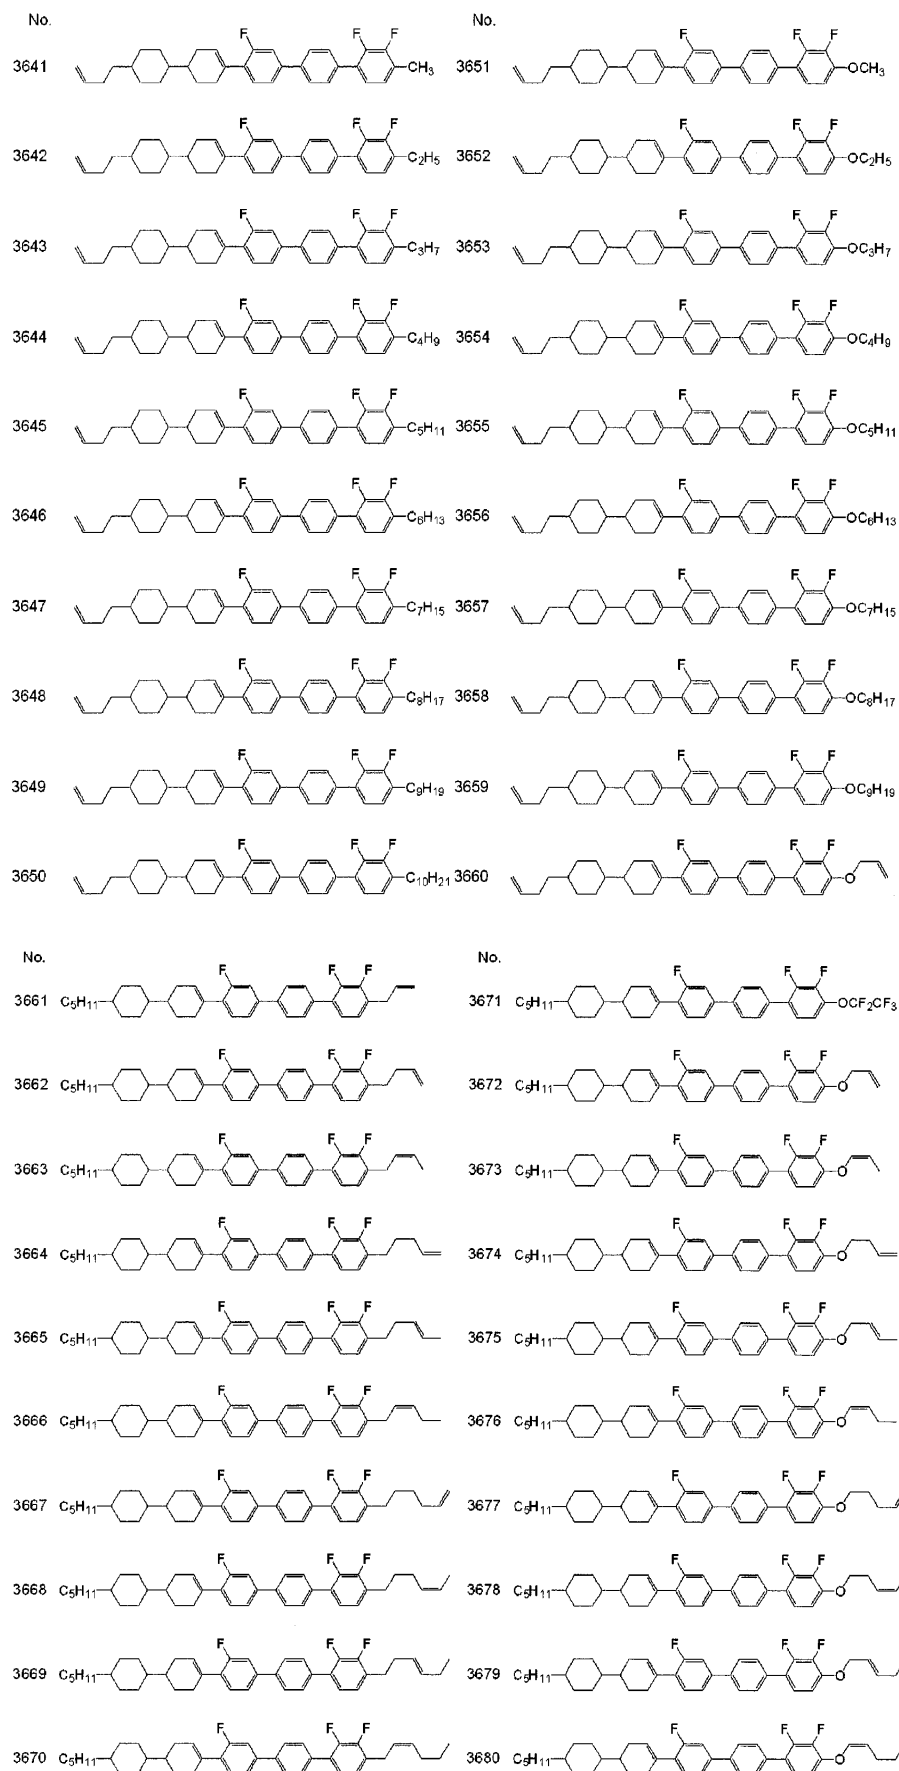 No.
F F F
3641 CH3 3651 OCH3
F F F F F F
3642 C2H5 3652 OC2H5
F F F F F F
3643 C3H7 3653 OC3H7
F F F F F F
3644 C4H9 3654 OC4H9
F F F F F F
3645 C5H11 3655 OC5H11
F F F F F F
3646 C6H13 3656 OC6H13
F F F F F F
3647 C7H15 3657 OC7H15
F F F F F F
3648 C8H17 3658 OC8H17
F F F F F F
3649 C9H19 3659 OC9H19
F F F F F F
3650 C10H21 3660 O
No. No.
F F F F F F
3661 C5H11 3671 C5H11 OCF2CF3
F F F F F F
3662 C5H11 3672 C5H11 O
F F F F F F
3663 C5H11 3673 C5H11 O
F F F F F F
3664 C5H11 3674 C5H11 O
F F F F F F
3665 C5H11 3675 C5H11 O
F F F F F F
3666 C5H11 3676 C5H11 O
F F F F F F
3667 C5H11 3677 C5H11 O
F F F F F F
3668 C5H11 3678 C5H11 O
F F F F F F
3669 C5H11 3679 C5H11 O
F F F F F F
3670 C5H11 3680 C5H11 O